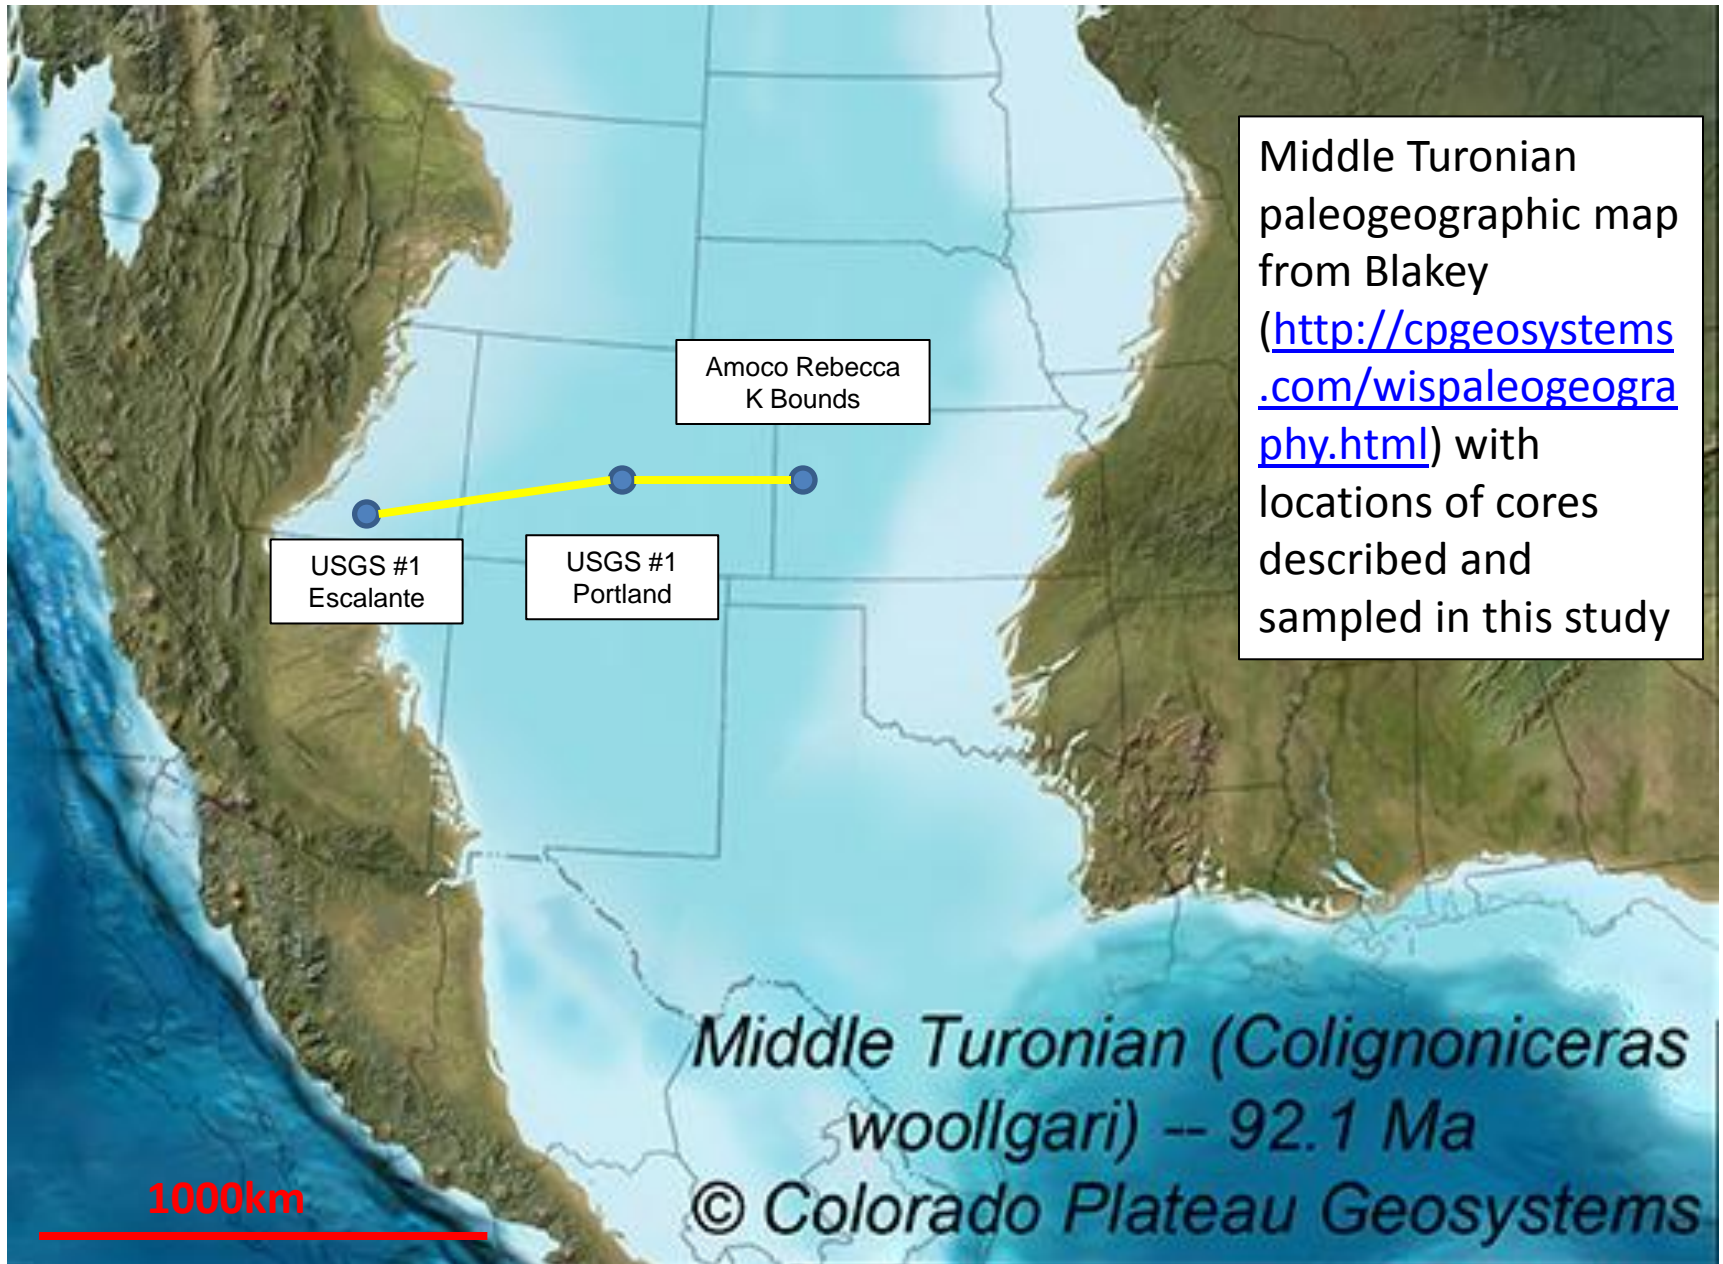 Middle Turonian
paleogeographic map
from Blakey
(http://cpgeosystems
.com/wispaleogeogra
phy.html) with
locations of cores
described and
sampled in this study
Amoco Rebecca
K Bounds
USGS #1
Escalante
USGS #1
Portland
Middle Turonian (Colignoniceras
woollgari) -- 92.1 Ma
© Colorado Plateau Geosystems
1000km